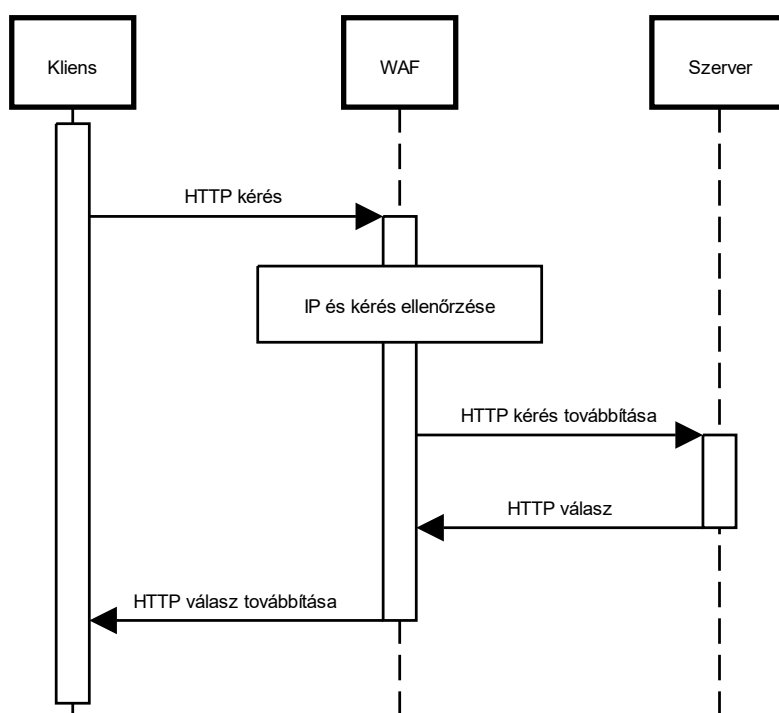 Kliens
WAF
Szerver
HTTP kérés
IP és kérés ellenőrzése
HTTP kérés továbbítása
HTTP válasz
HTTP válasz továbbítása